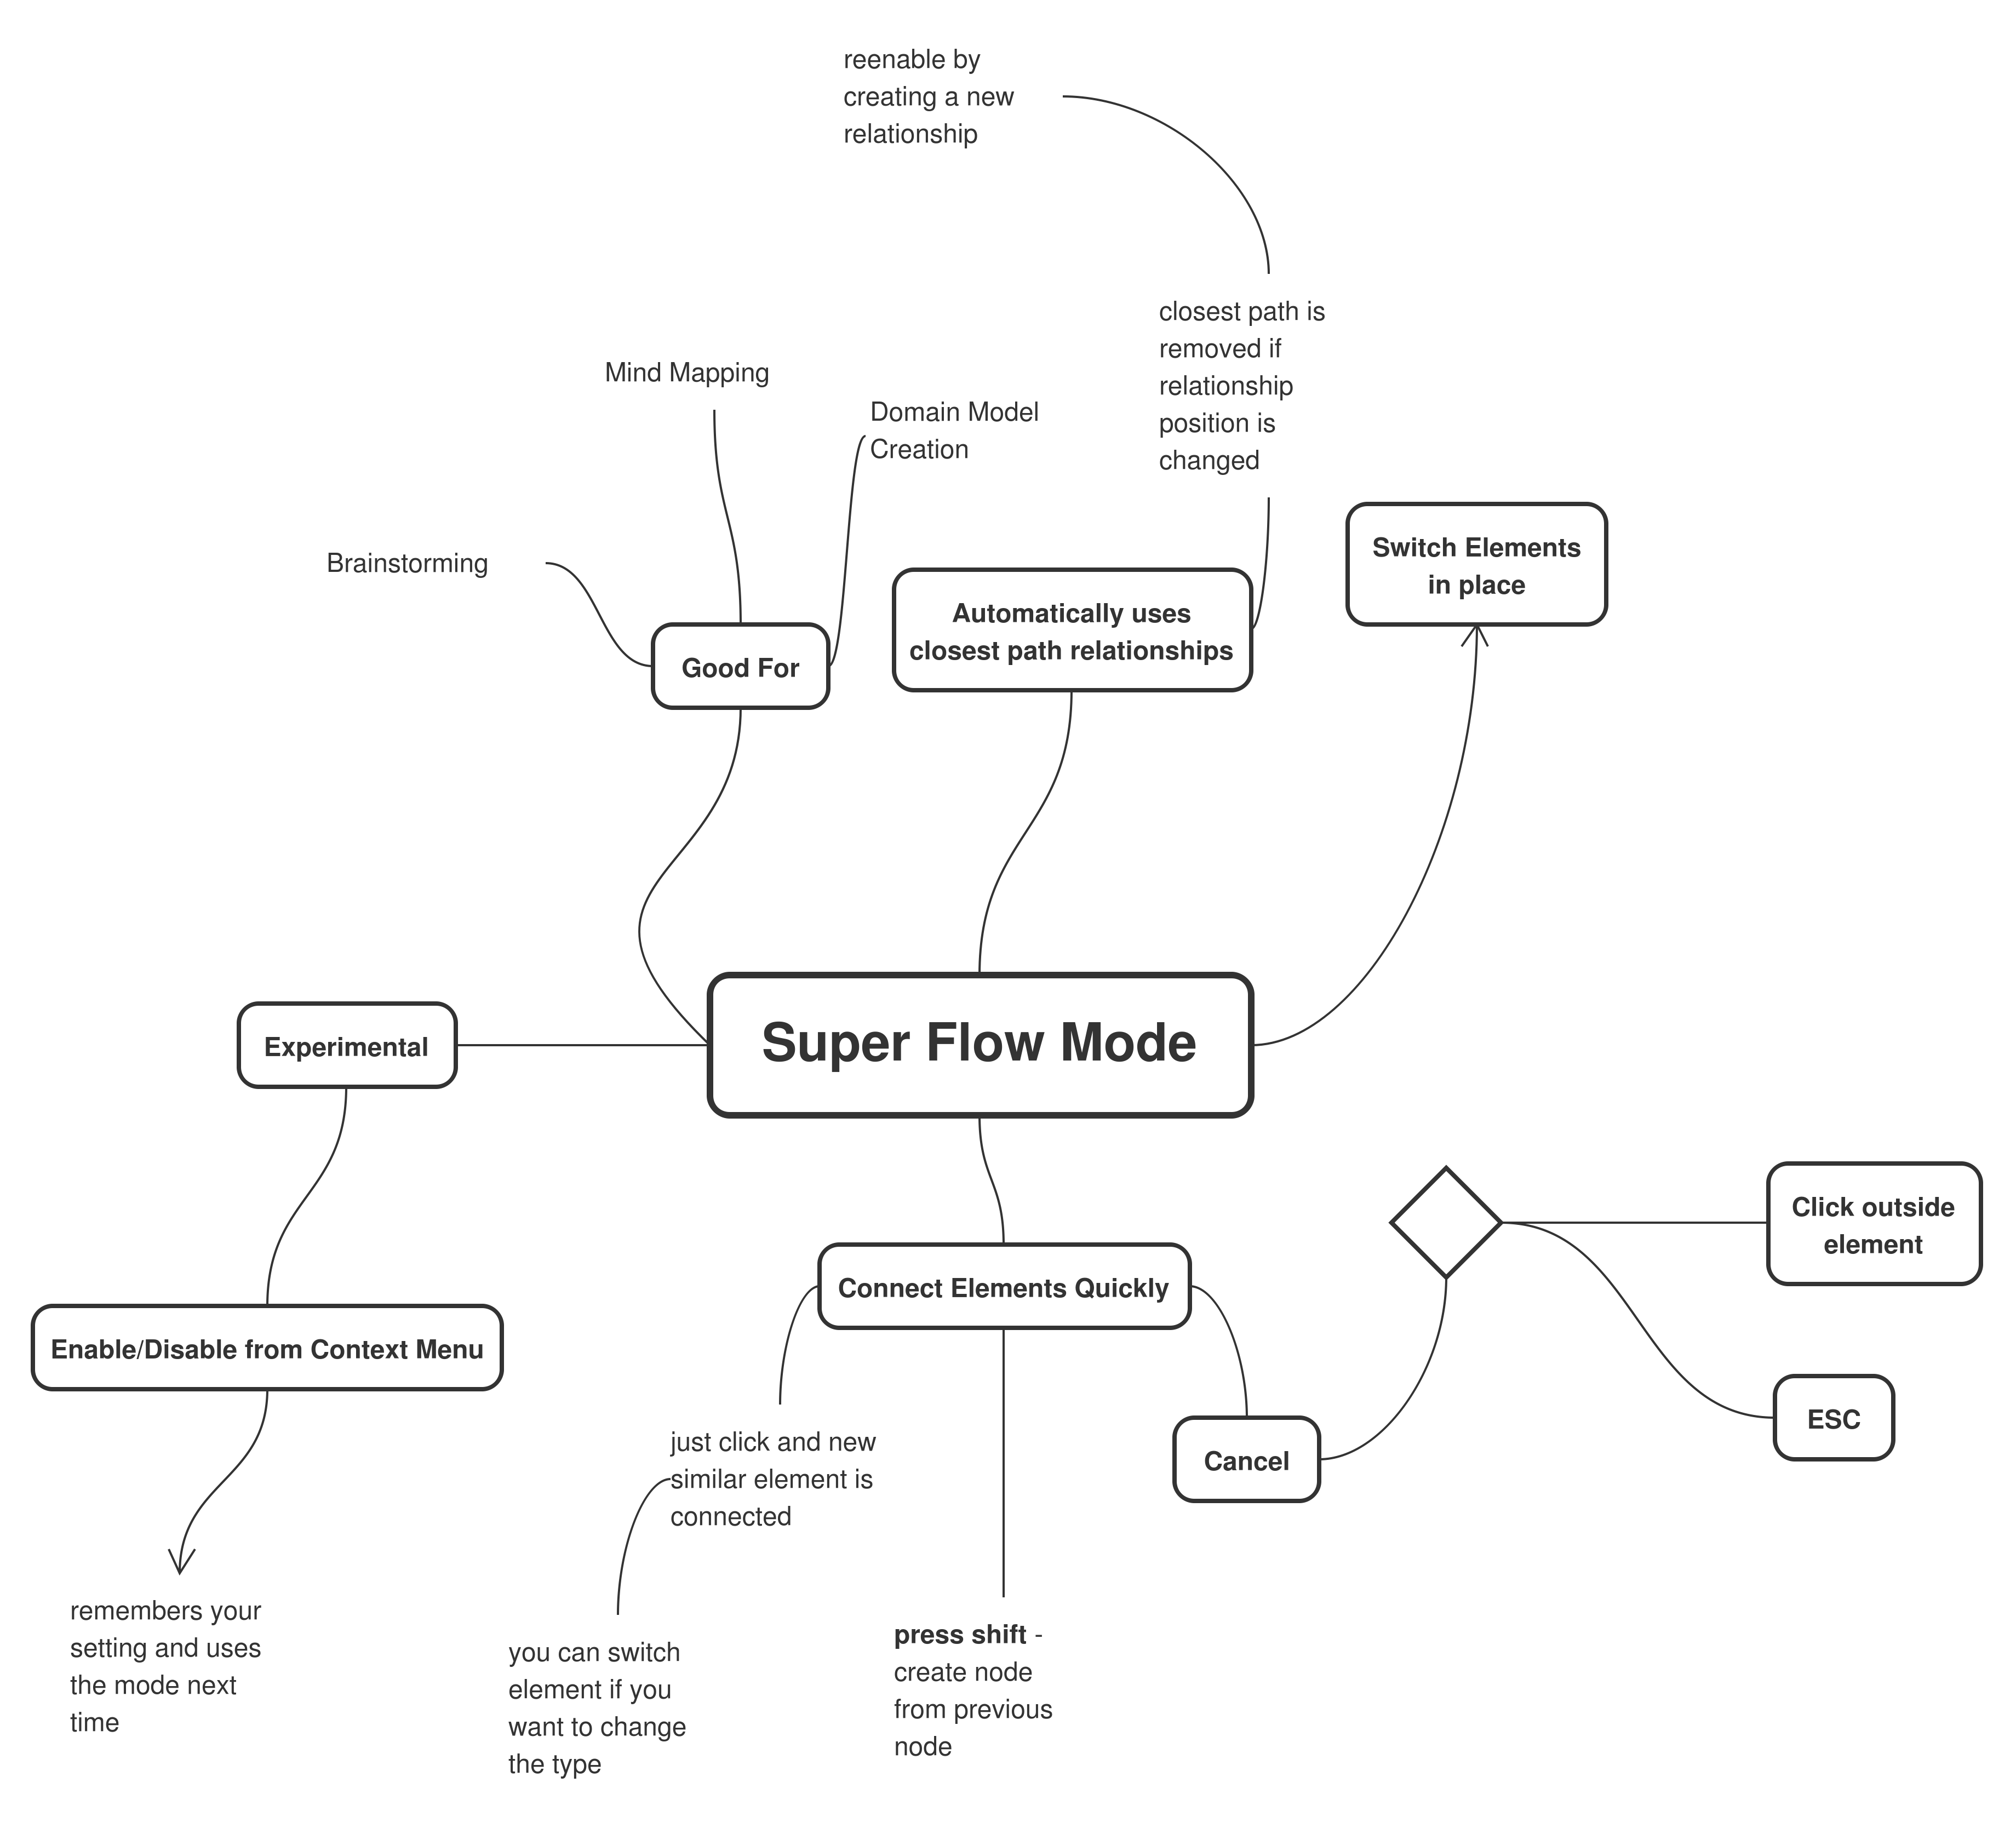 reenable by
creating a new
relationship
closest path is
removed if
relationship
position is
changed
Mind Mapping
Domain Model
Creation
Brainstorming
Switch Elements
in place
Automatically uses
closest path relationships
Good For
Experimental
Super Flow Mode
Click outside
element
Connect Elements Quickly
Enable/Disable from Context Menu
ESC
Cancel
just click and new
similar element is
connected
remembers your
setting and uses
the mode next
time
you can switch
element if you
want to change
the type
press shift -
create node
from previous
node